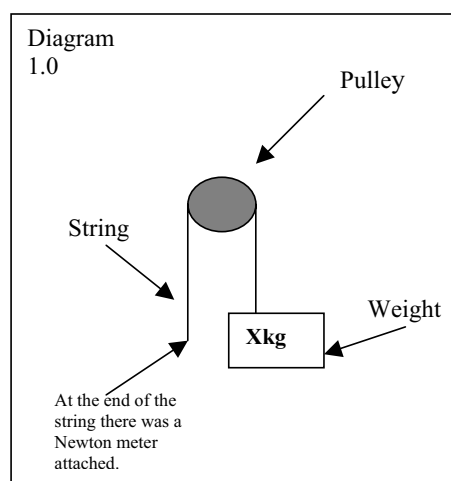 Diagram
1.0
Pulley
String
Weight
Xkg
At the end of the
string there was a
Newton meter
attached.